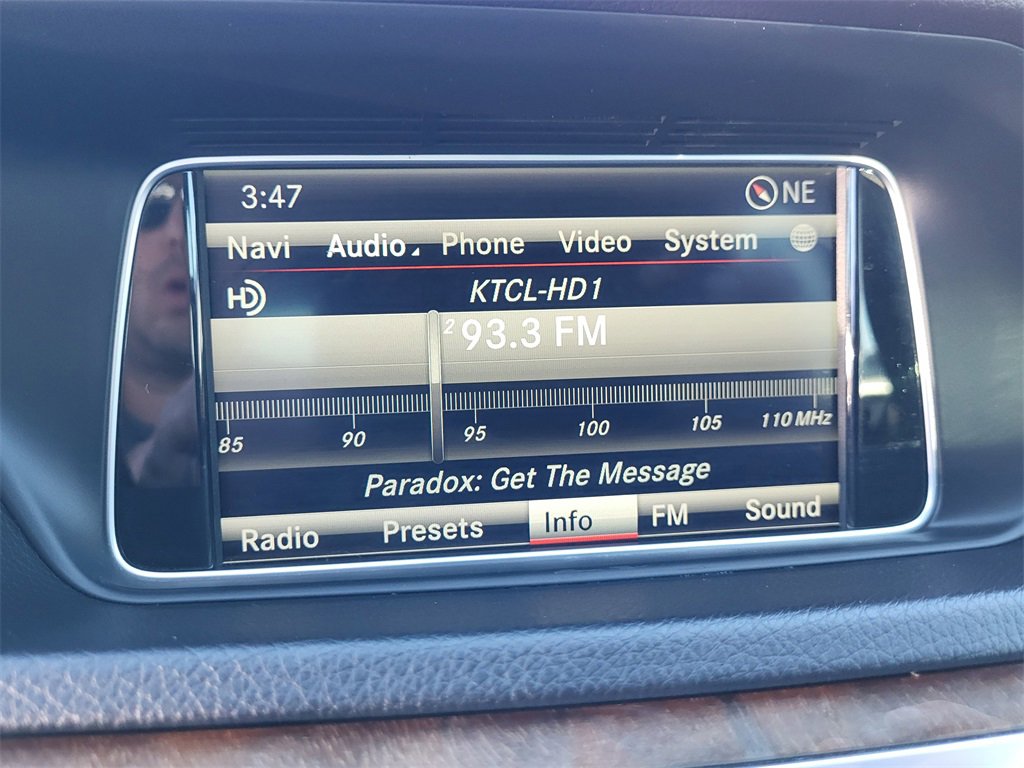 3:47 NE
Navi Audio Phone Video System
HD KTCL-HD1
2 93.3 FM
85 90 95 100 105 110 MHz
Paradox: Get The Message
Radio Presets Info FM Sound